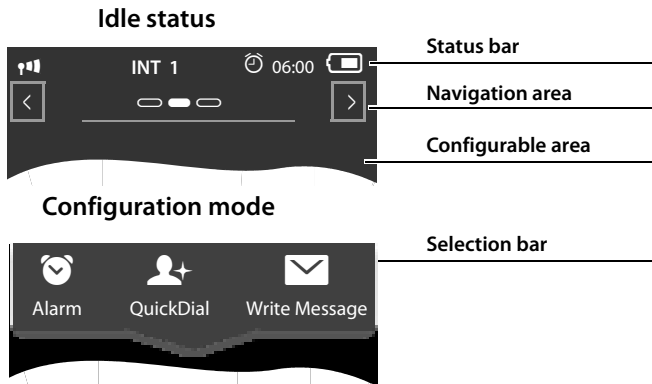 Idle status
INT 1 06:00
Status bar
< >
Navigation area
Configurable area
Configuration mode
Selection bar
Alarm QuickDial Write Message